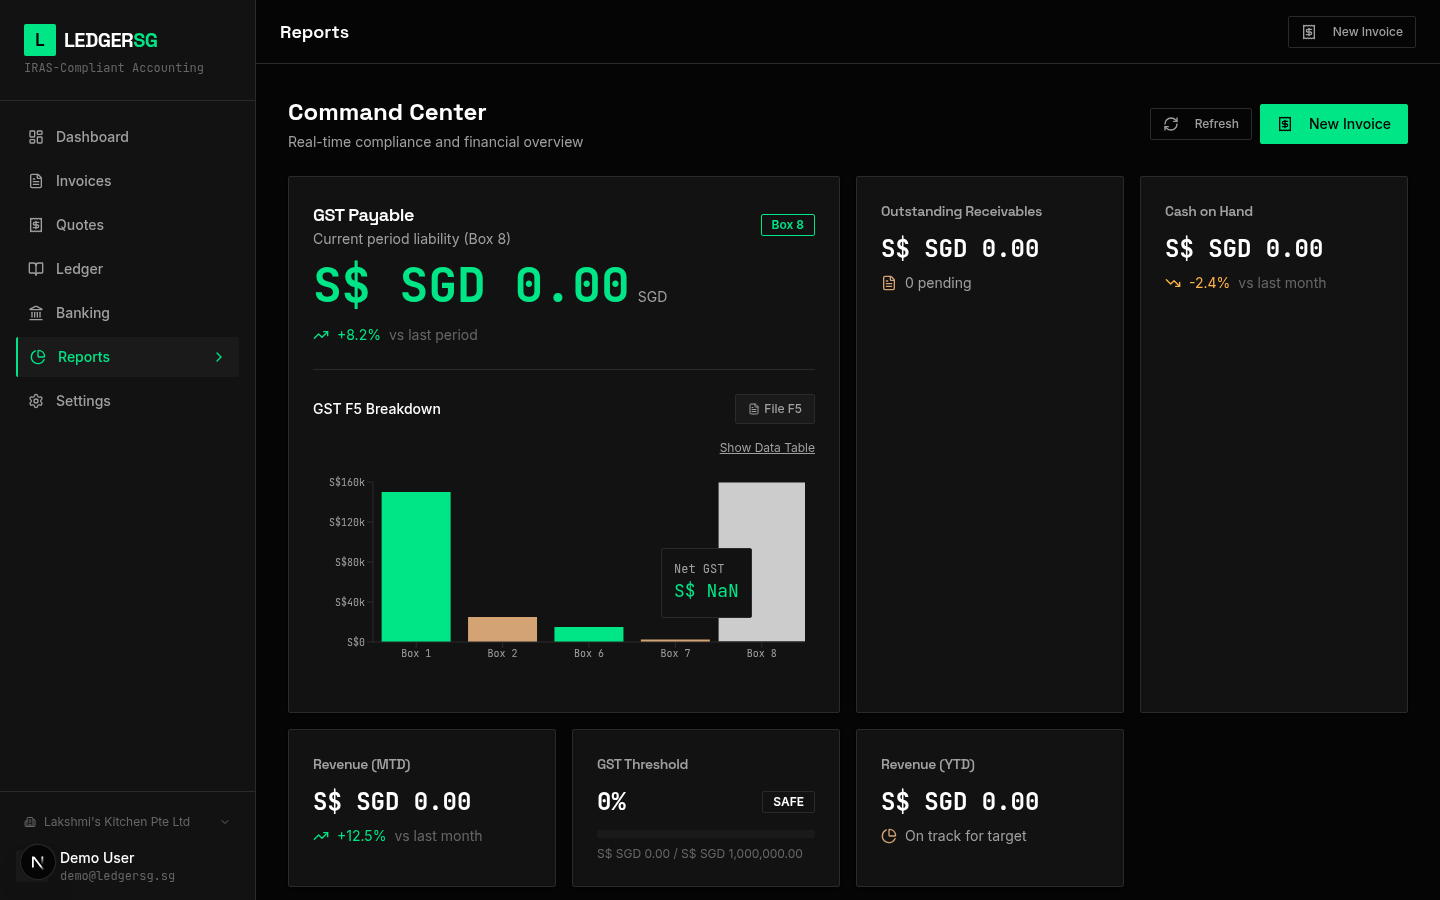 L LEDGERSG
IRAS-Compliant Accounting
Dashboard
Invoices
Quotes
Ledger
Banking
Reports
Settings
Lakshmi's Kitchen Pte Ltd
N
Demo User
demo@ledgersg.sg
Reports
New Invoice
Command Center
Real-time compliance and financial overview
Refresh
New Invoice
GST Payable
Current period liability (Box 8)
Box 8
S$ SGD 0.00 SGD
+8.2% vs last period
GST F5 Breakdown
File F5
Show Data Table
S$160k
S$120k
S$80k
S$40k
S$0
Box 1
Box 2
Box 6
Box 7
Box 8
Net GST
S$ NaN
Outstanding Receivables
S$ SGD 0.00
0 pending
Cash on Hand
S$ SGD 0.00
-2.4% vs last month
Revenue (MTD)
S$ SGD 0.00
+12.5% vs last month
GST Threshold
0%
SAFE
S$ SGD 0.00 / S$ SGD 1,000,000.00
Revenue (YTD)
S$ SGD 0.00
On track for target